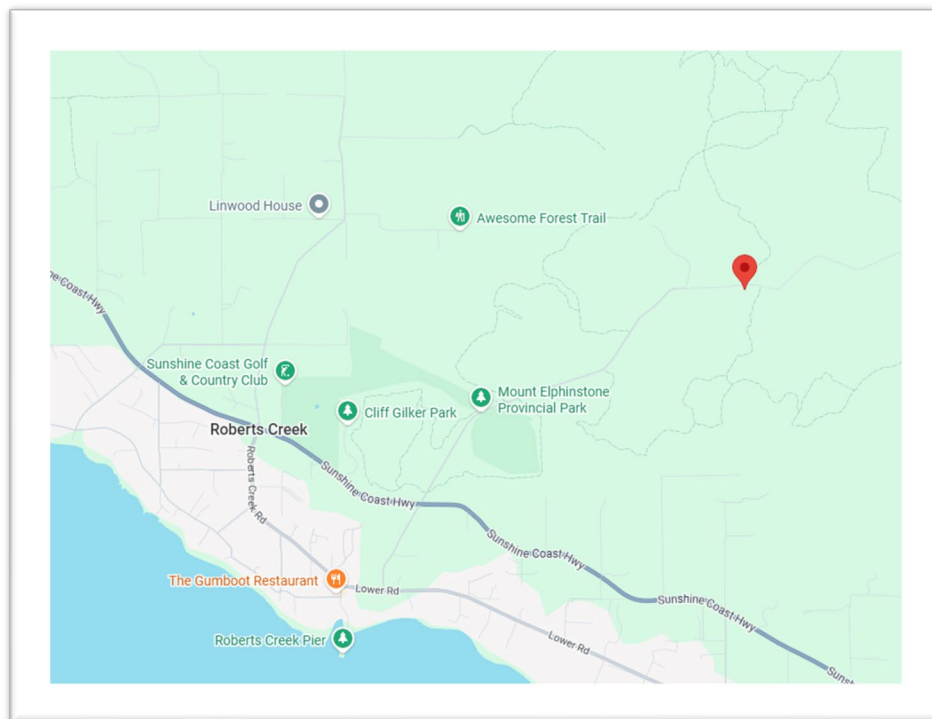 Linwood House
Awesome Forest Trail
ne Coast Hwy
Sunshine Coast Golf
& Country Club
Mount Elphinstone
Provincial Park
Cliff Gilker Park
Roberts Creek
Roberts Creek Rd
Sunshine Coast Hwy
Sunshine Coast Hwy
The Gumboot Restaurant
Lower Rd
Sunshine Coast Hwy
Roberts Creek Pier
Lower Rd
Sunsh